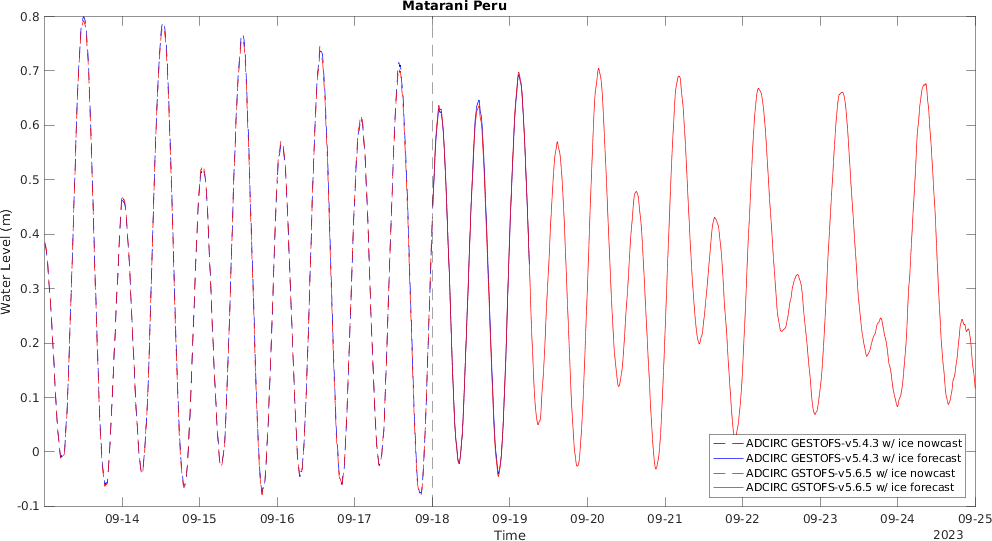 Matarani Peru
0.8
0.7
0.6
0.5
0.4
0.3
0.2
0.1
0
-0.1
Water Level (m)
ADCIRC GESTOFS-v5.4.3 w/ ice nowcast
ADCIRC GESTOFS-v5.4.3 w/ ice forecast
ADCIRC GSTOFS-v5.6.5 w/ ice nowcast
ADCIRC GSTOFS-v5.6.5 w/ ice forecast
09-14 09-15 09-16 09-17 09-18 09-19 09-20 09-21 09-22 09-23 09-24 09-25
Time
2023